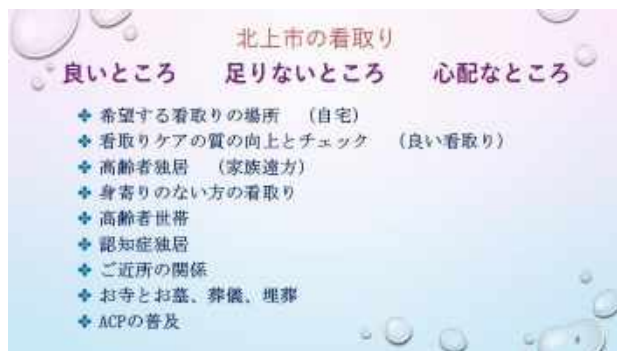 北上市の看取り
良いところ　足りないところ　心配なところ
❖ 希望する看取りの場所　（自宅）
❖ 看取りケアの質の向上とチェック　（良い看取り）
❖ 高齢者独居　（家族遠方）
❖ 身寄りのない方の看取り
❖ 高齢者世帯
❖ 認知症独居
❖ ご近所の関係
❖ お寺とお墓、葬儀、埋葬
❖ ACPの普及